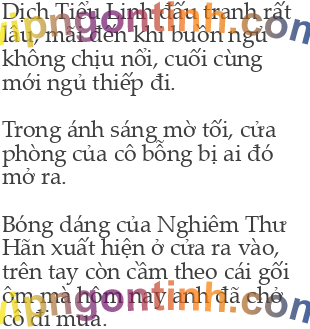 Dịch Tiểu Linh đấu tranh rất
lâu, mãi đến khi buồn ngủ
không chịu nổi, cuối cùng
mới ngủ thiếp đi.
Trong ánh sáng mờ tối, cửa
phòng của cô bỗng bị ai đó
mở ra.
Bóng dáng của Nghiêm Thư
Hãn xuất hiện ở cửa ra vào,
trên tay còn cầm theo cái gối
ôm mà hôm nay anh đã chở
cô đi mua.
vipngontinh.com
vipngontinh.com